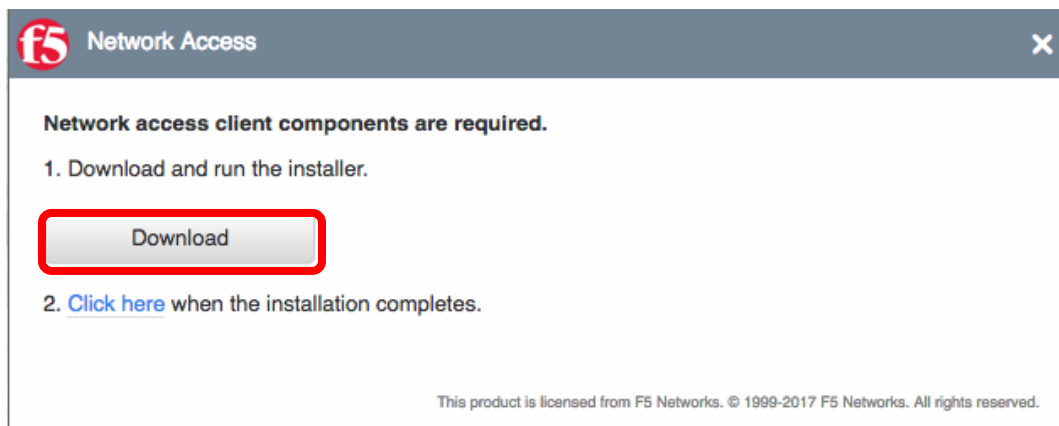 f5 Network Access
Network access client components are required.
1. Download and run the installer.
Download
2. Click here when the installation completes.
This product is licensed from F5 Networks. © 1999-2017 F5 Networks. All rights reserved.